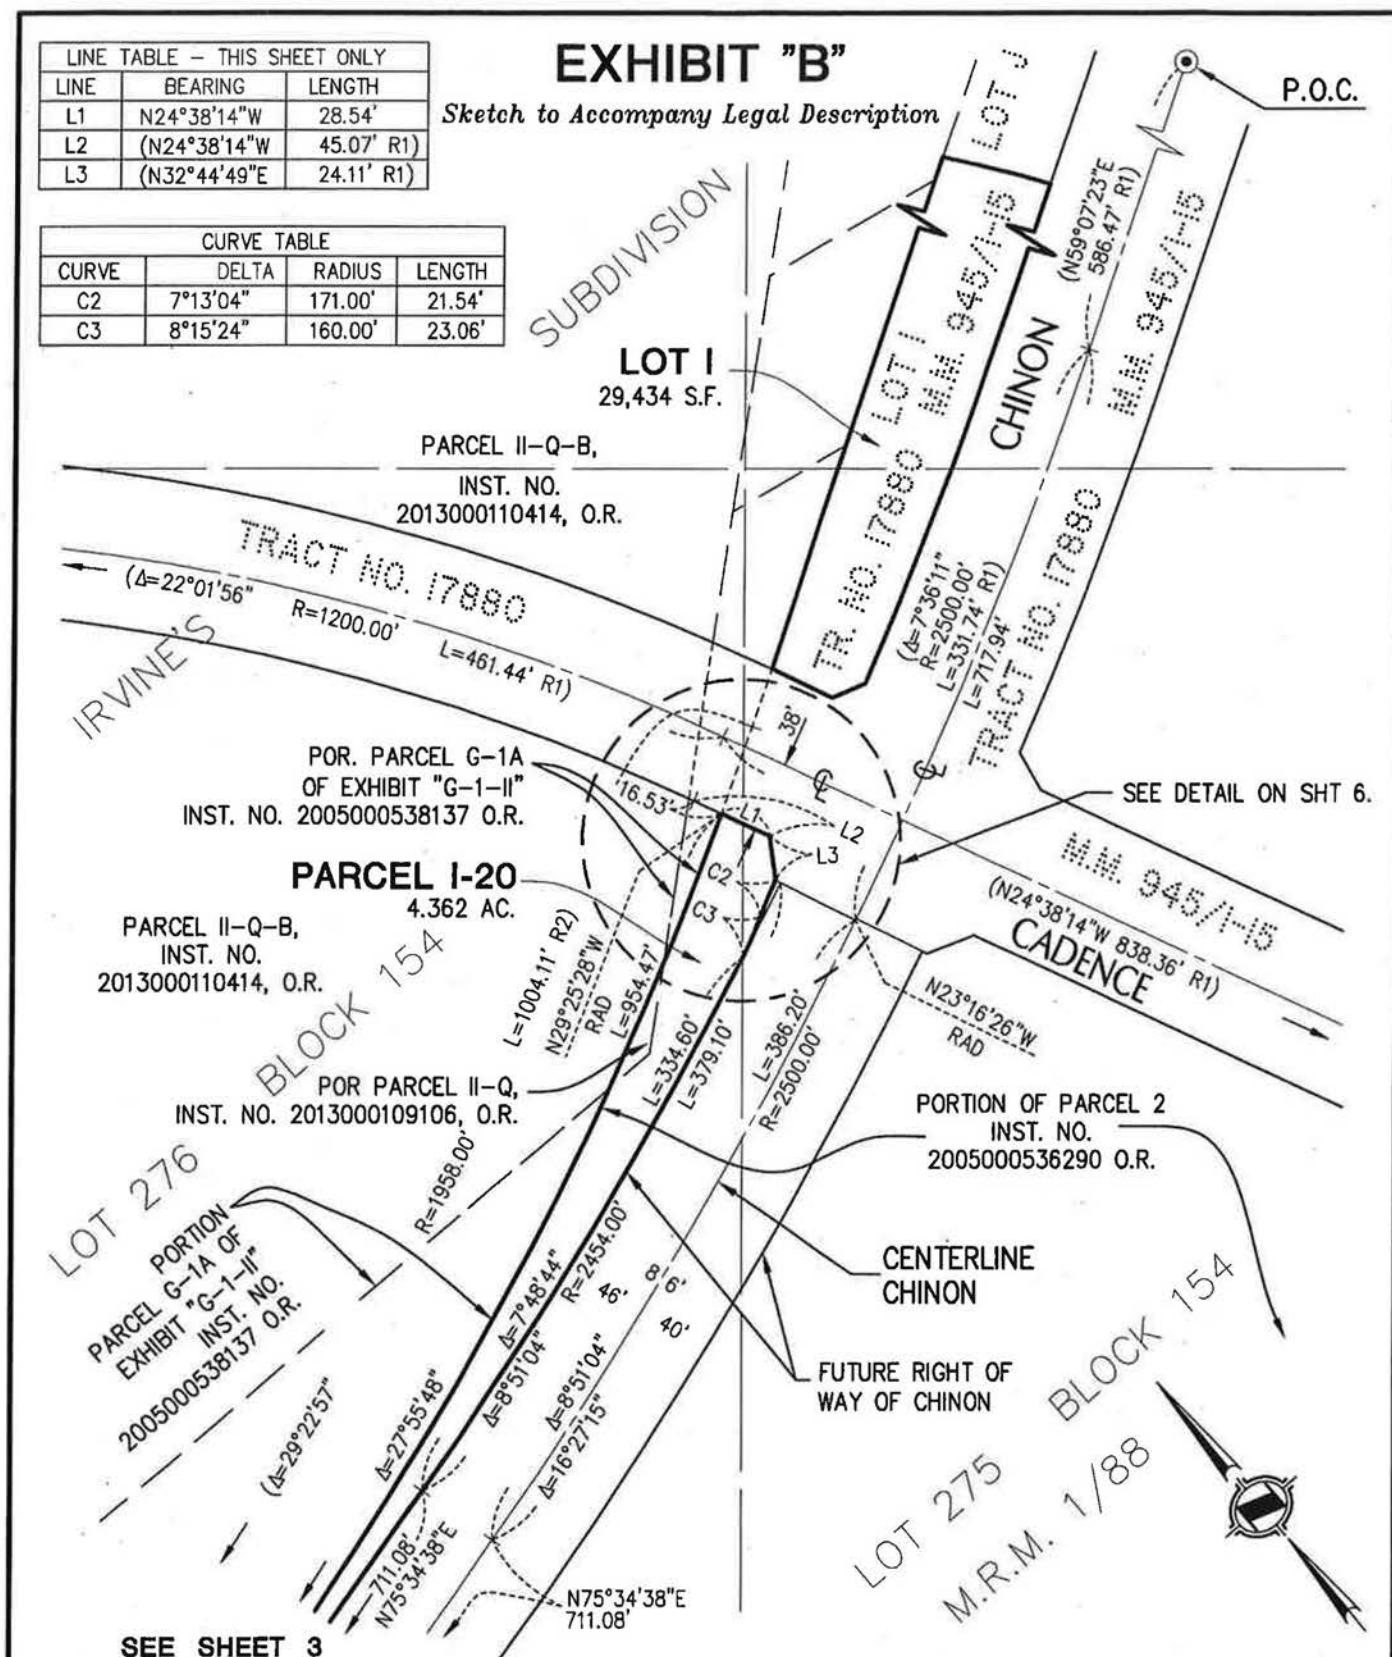 EXHIBIT "B"
Sketch to Accompany Legal Description
LINE TABLE – THIS SHEET ONLY
LINE BEARING LENGTH
L1 N24°38'14"W 28.54'
L2 (N24°38'14"W 45.07' R1)
L3 (N32°44'49"E 24.11' R1)
CURVE TABLE
CURVE DELTA RADIUS LENGTH
C2 7°13'04" 171.00' 21.54'
C3 8°15'24" 160.00' 23.06'
P.O.C.
LOT J
(N59°07'23"E
586.47' R1)
SUBDIVISION
LOT I
29,434 S.F.
TR. NO. 17880 LOT I
M.M. 945/1-15
CHINON
M.M. 945/1-15
TRACT NO. 17880
PARCEL II-Q-B,
INST. NO.
2013000110414, O.R.
TRACT NO. 17880
(Δ=22°01'56" R=1200.00' L=461.44' R1)
IRVINE'S
(Δ=7°36'11"
R=2500.00'
L=331.74' R1)
L=717.94'
38'
℄
℄
POR. PARCEL G-1A
OF EXHIBIT "G-1-II"
INST. NO. 2005000538137 O.R.
16.53'
L1
L2
L3
C2
C3
SEE DETAIL ON SHT 6.
M.M. 945/1-15
(N24°38'14"W 838.36' R1)
CADENCE
PARCEL I-20
4.362 AC.
PARCEL II-Q-B,
INST. NO.
2013000110414, O.R.
BLOCK 154
L=1004.11' R2)
N29°25'28"W
RAD
L=954.47'
L=334.60'
L=379.10'
L=386.20'
R=2500.00'
N23°16'26"W
RAD
POR PARCEL II-Q,
INST. NO. 2013000109106, O.R.
PORTION OF PARCEL 2
INST. NO.
2005000536290 O.R.
LOT 276
R=1958.00'
PORTION
PARCEL G-1A OF
EXHIBIT "G-1-II"
INST. NO.
2005000538137 O.R.
Δ=7°48'44"
R=2454.00'
Δ=8°51'04"
46'
86'
40'
CENTERLINE
CHINON
FUTURE RIGHT OF
WAY OF CHINON
BLOCK 154
(Δ=29°22'57"
Δ=27°55'48"
Δ=8°51'04"
Δ=16°27'15"
LOT 275
M.R.M. 1/88
711.08'
N75°34'38"E
N75°34'38"E
711.08'
SEE SHEET 3